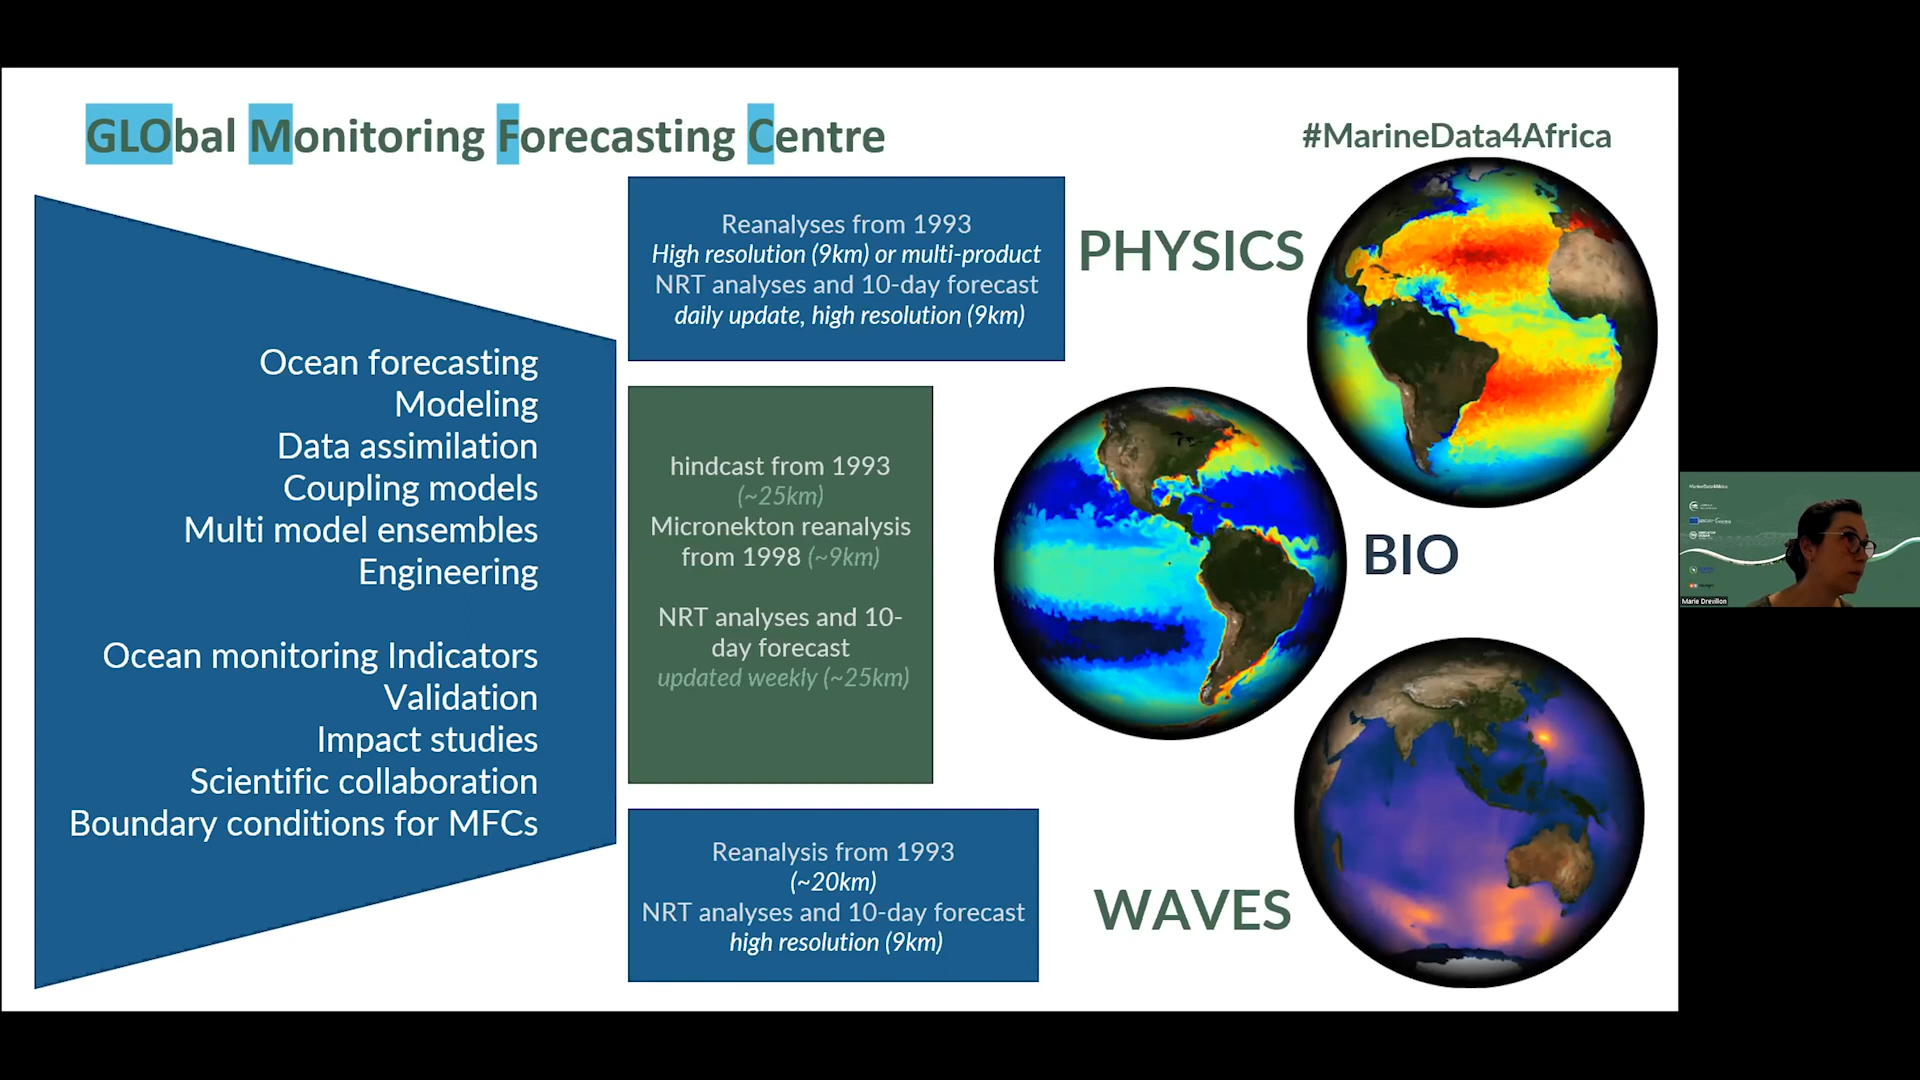 GLObal Monitoring Forecasting Centre
#MarineData4Africa
Ocean forecasting
Modeling
Data assimilation
Coupling models
Multi model ensembles
Engineering
Ocean monitoring Indicators
Validation
Impact studies
Scientific collaboration
Boundary conditions for MFCs
Reanalyses from 1993
High resolution (9km) or multi-product
NRT analyses and 10-day forecast
daily update, high resolution (9km)
PHYSICS
hindcast from 1993
(~25km)
Micronekton reanalysis
from 1998 (~9km)
NRT analyses and 10-
day forecast
updated weekly (~25km)
BIO
Reanalysis from 1993
(~20km)
NRT analyses and 10-day forecast
high resolution (9km)
WAVES
MarineData4Africa
Marie Drevillon